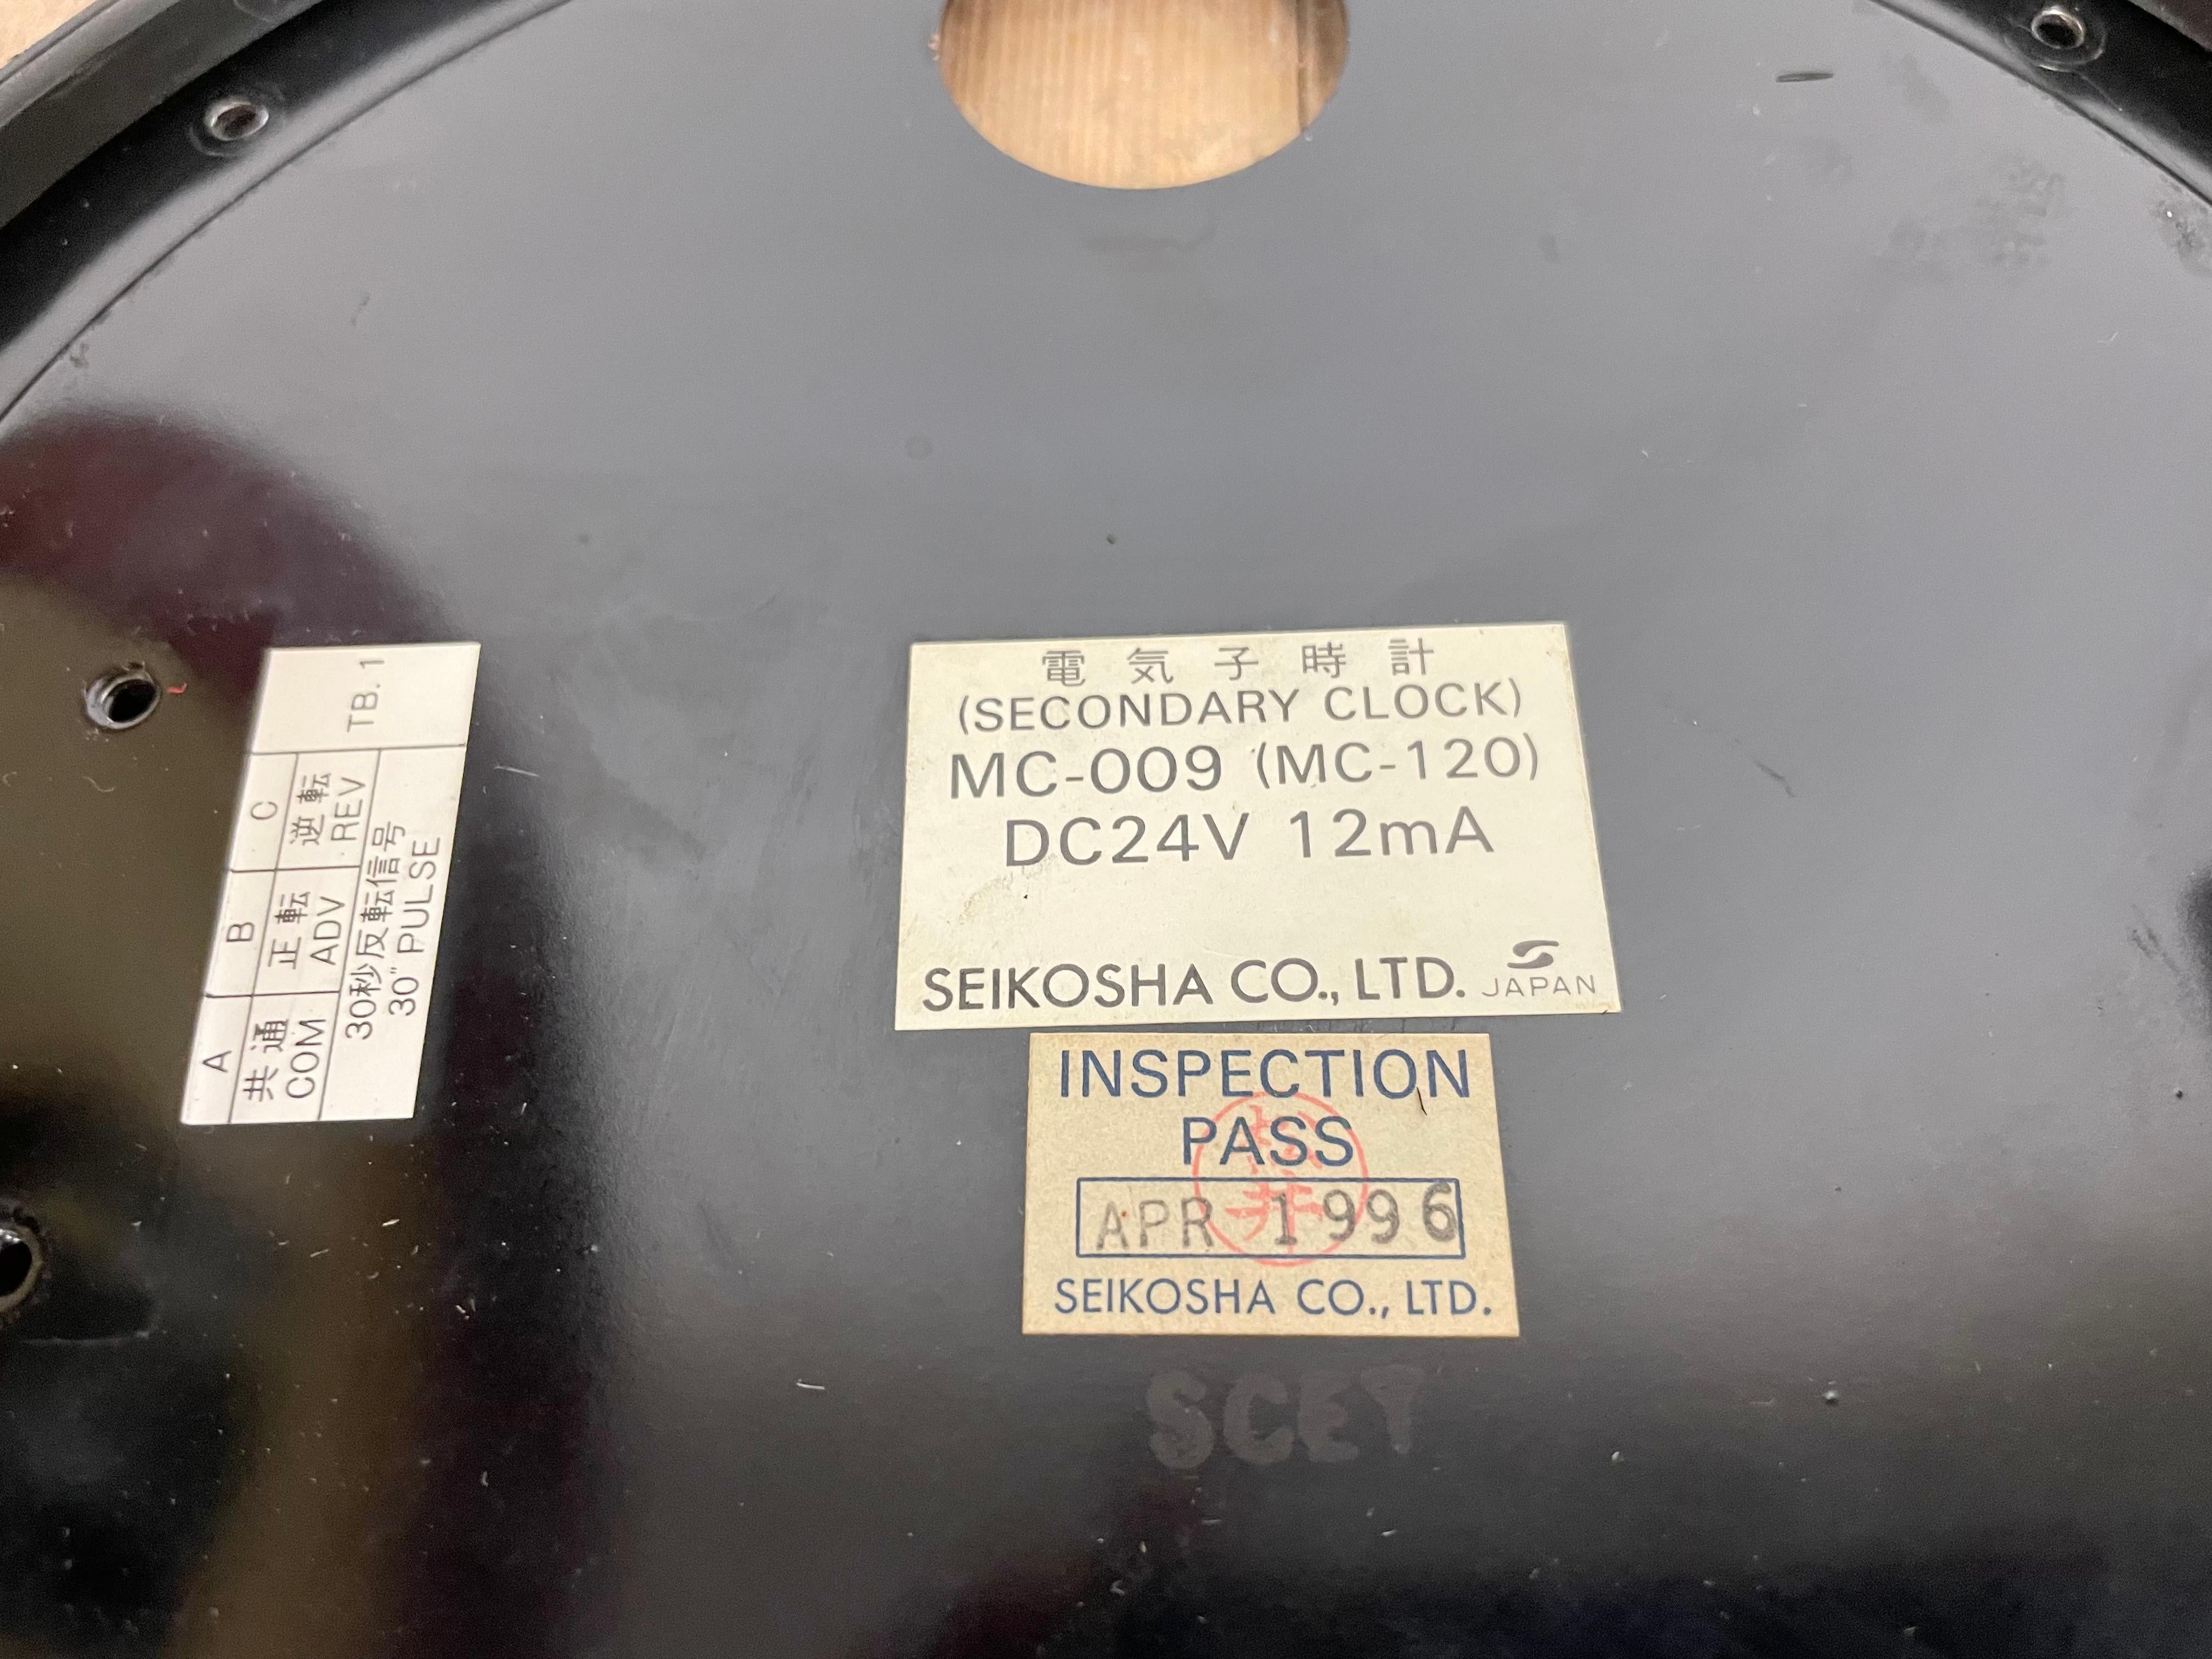 電気子時計
(SECONDARY CLOCK)
MC-009 (MC-120)
DC24V 12mA
SEIKOSHA CO., LTD. JAPAN
INSPECTION
PASS
APR 1996
SEIKOSHA CO., LTD.
SCET
TB. 1
A B C
共通 正転 逆転
COM ADV REV
30秒反転信号
30" PULSE